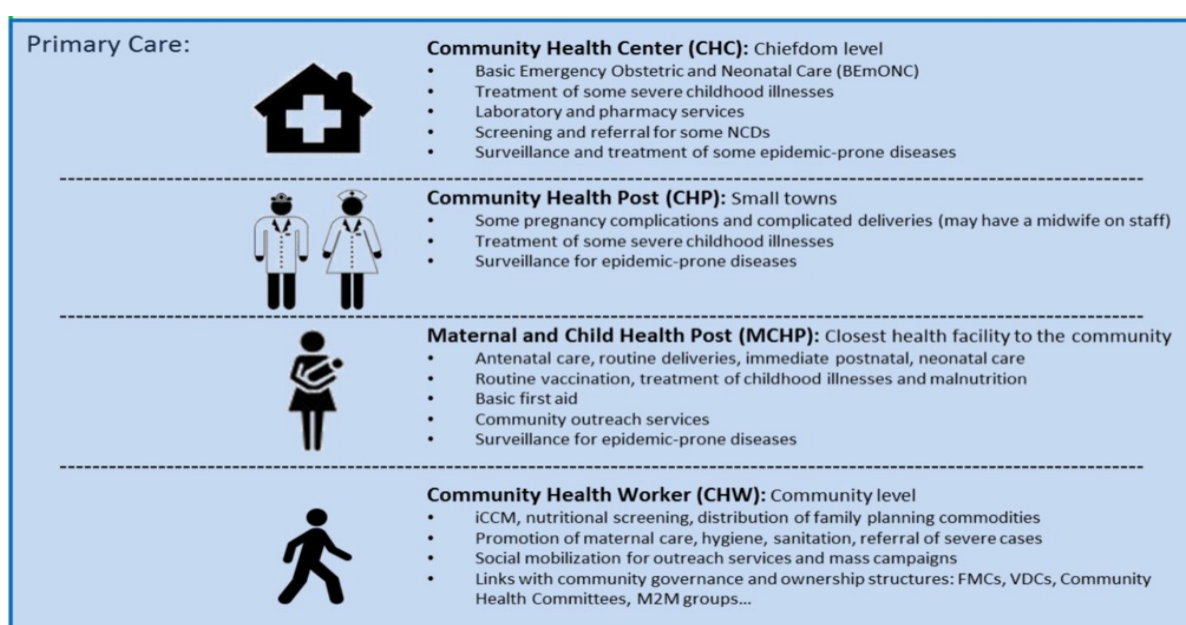 Primary Care:
Community Health Center (CHC): Chiefdom level
• Basic Emergency Obstetric and Neonatal Care (BEmONC)
• Treatment of some severe childhood illnesses
• Laboratory and pharmacy services
• Screening and referral for some NCDs
• Surveillance and treatment of some epidemic-prone diseases
Community Health Post (CHP): Small towns
• Some pregnancy complications and complicated deliveries (may have a midwife on staff)
• Treatment of some severe childhood illnesses
• Surveillance for epidemic-prone diseases
Maternal and Child Health Post (MCHP): Closest health facility to the community
• Antenatal care, routine deliveries, immediate postnatal, neonatal care
• Routine vaccination, treatment of childhood illnesses and malnutrition
• Basic first aid
• Community outreach services
• Surveillance for epidemic-prone diseases
Community Health Worker (CHW): Community level
• iCCM, nutritional screening, distribution of family planning commodities
• Promotion of maternal care, hygiene, sanitation, referral of severe cases
• Social mobilization for outreach services and mass campaigns
• Links with community governance and ownership structures: FMCs, VDCs, Community
Health Committees, M2M groups...